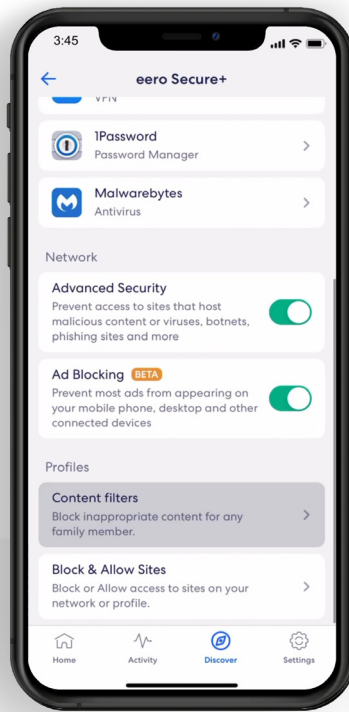 3:45
eero Secure+
VPN
1Password
Password Manager
Malwarebytes
Antivirus
Network
Advanced Security
Prevent access to sites that host
malicious content or viruses, botnets,
phishing sites and more
Ad Blocking BETA
Prevent most ads from appearing on
your mobile phone, desktop and other
connected devices
Profiles
Content filters
Block inappropriate content for any
family member.
Block & Allow Sites
Block or Allow access to sites on your
network or profile.
Home Activity Discover Settings